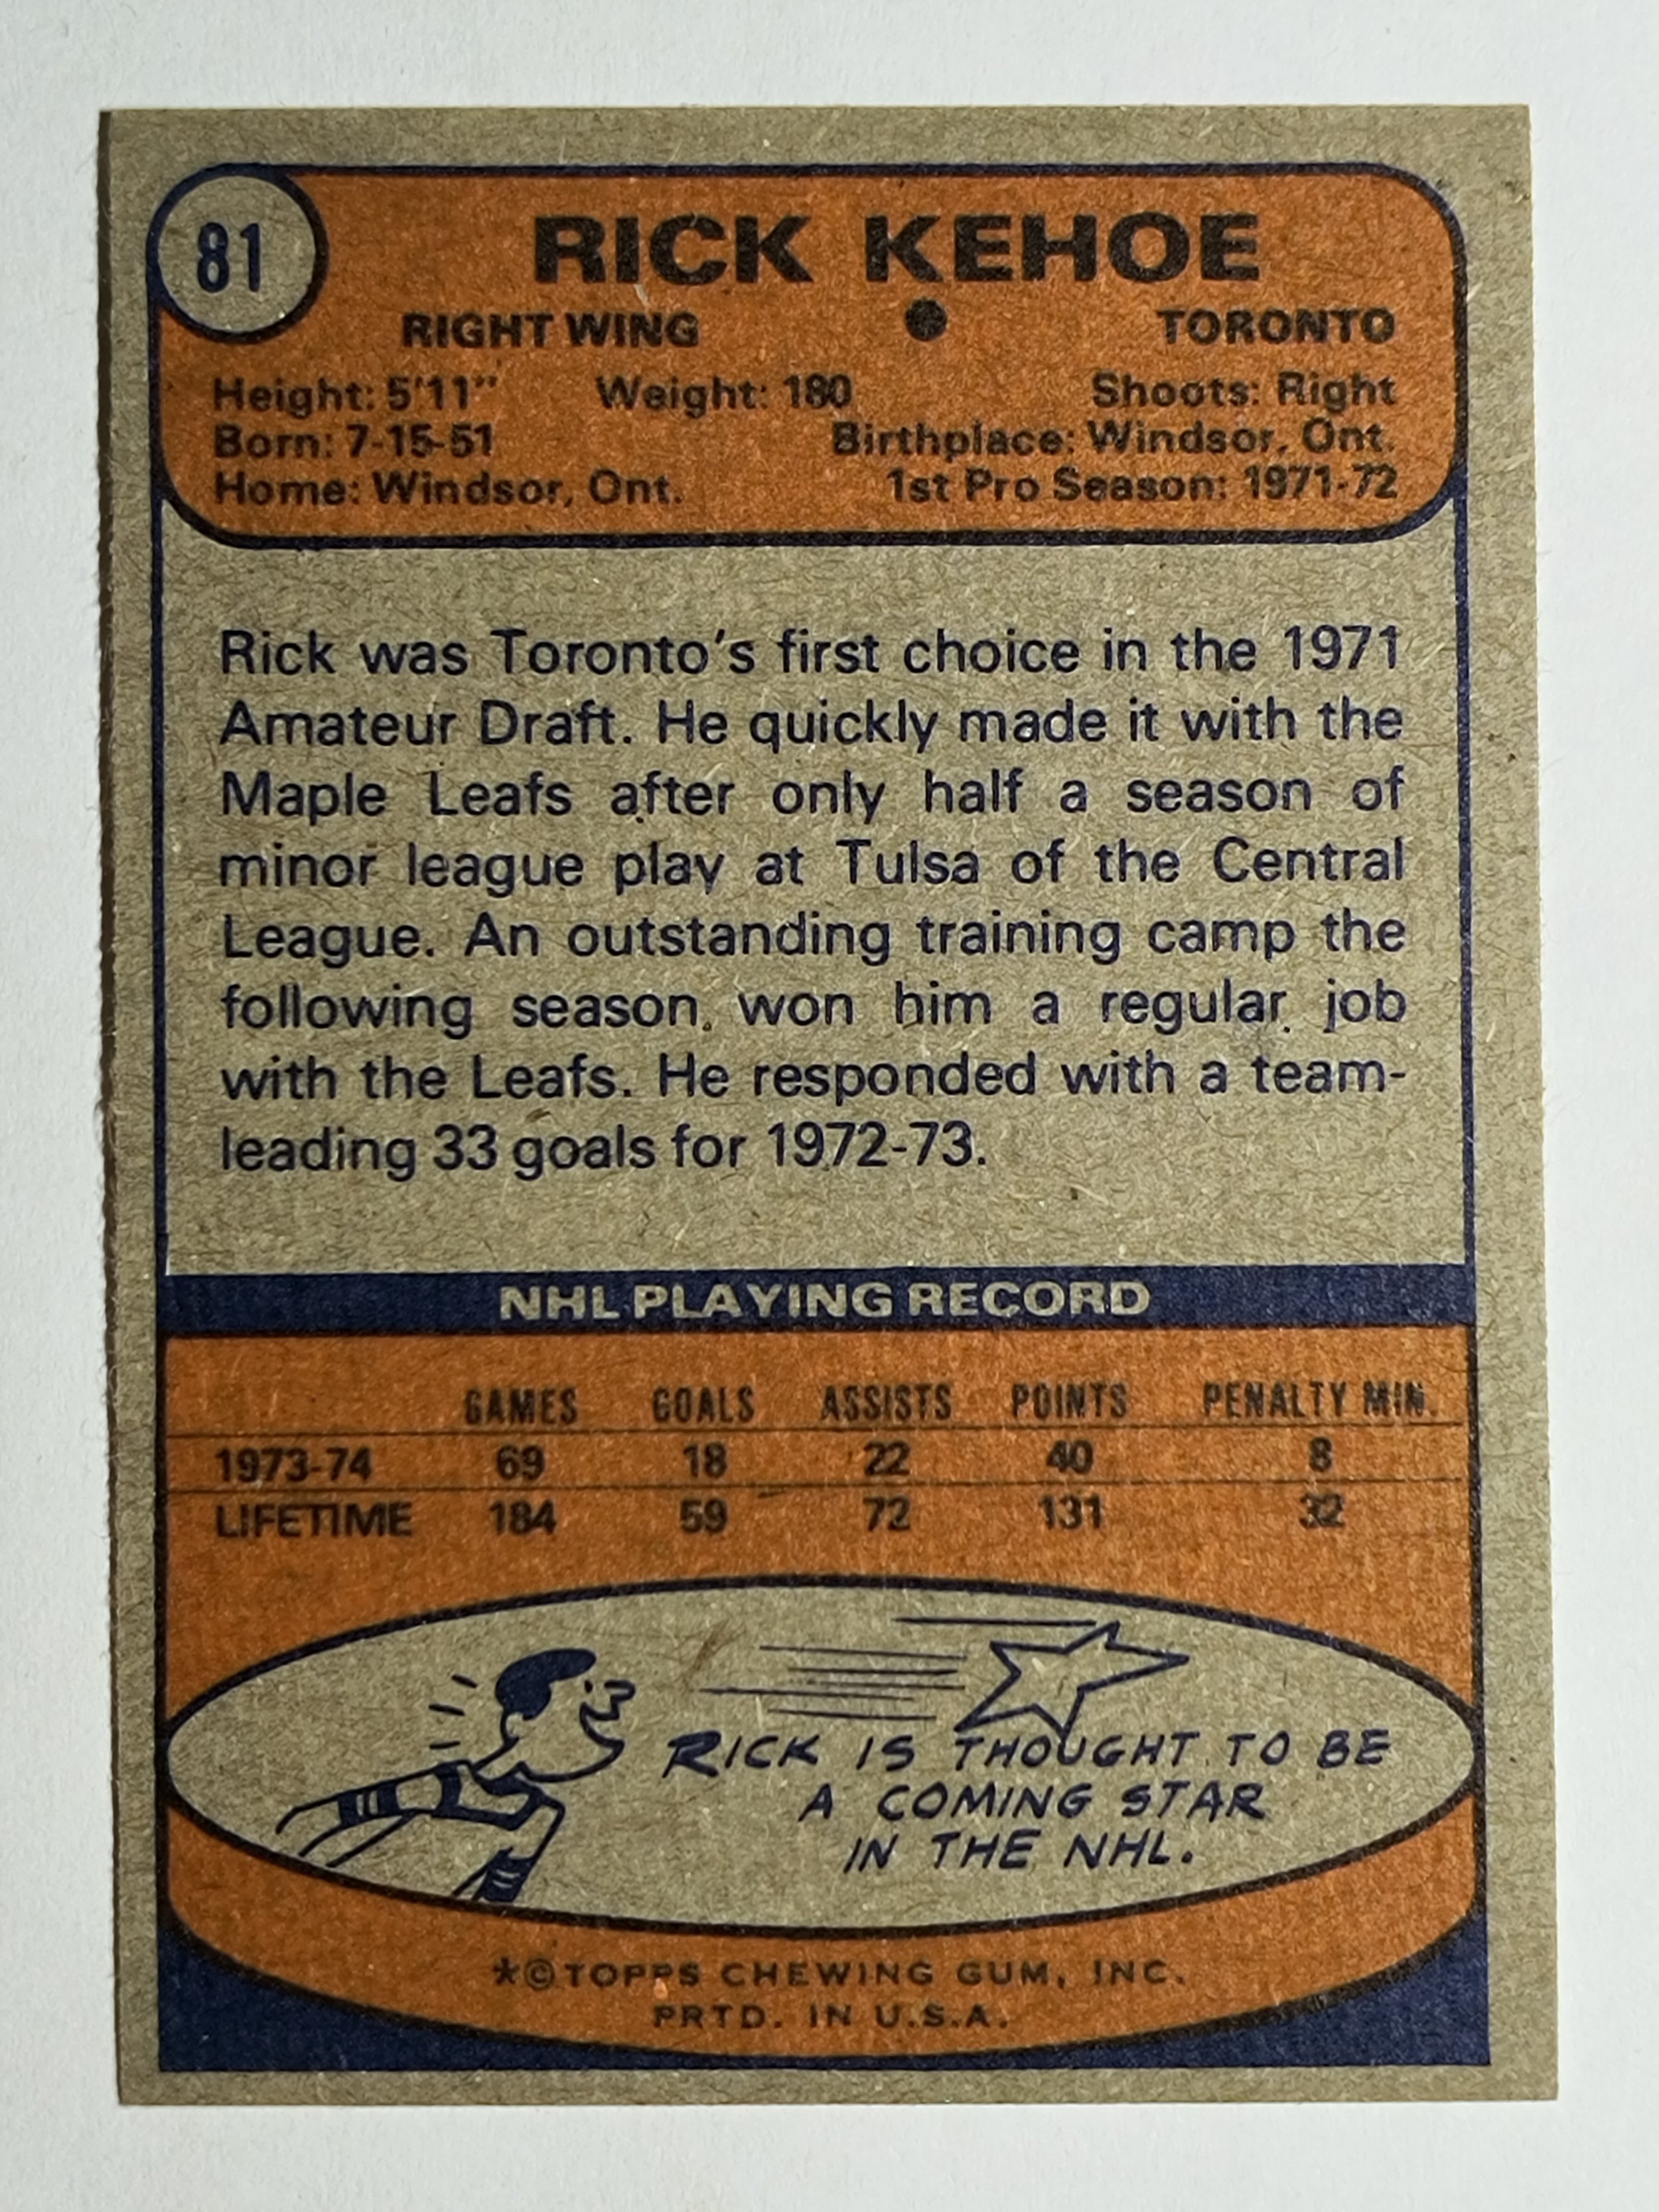 81
RICK KEHOE
RIGHT WING ● TORONTO
Height: 5'11" Weight: 180 Shoots: Right
Born: 7-15-51 Birthplace: Windsor, Ont.
Home: Windsor, Ont. 1st Pro Season: 1971-72
Rick was Toronto's first choice in the 1971
Amateur Draft. He quickly made it with the
Maple Leafs after only half a season of
minor league play at Tulsa of the Central
League. An outstanding training camp the
following season won him a regular job
with the Leafs. He responded with a team-
leading 33 goals for 1972-73.
NHL PLAYING RECORD
GAMES GOALS ASSISTS POINTS PENALTY MIN.
1973-74 69 18 22 40 8
LIFETIME 184 59 72 131 32
RICK IS THOUGHT TO BE
A COMING STAR
IN THE NHL.
*©TOPPS CHEWING GUM, INC.
PRTD. IN U.S.A.